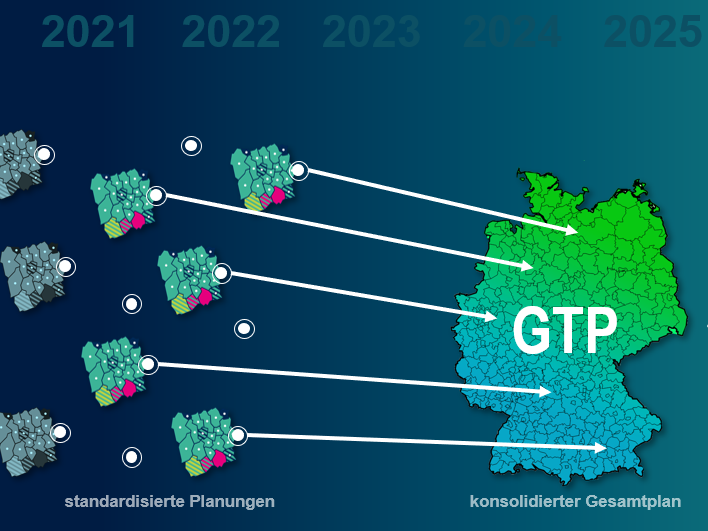 2021 2022 2023 2024 2025
GTP
standardisierte Planungen konsolidierter Gesamtplan